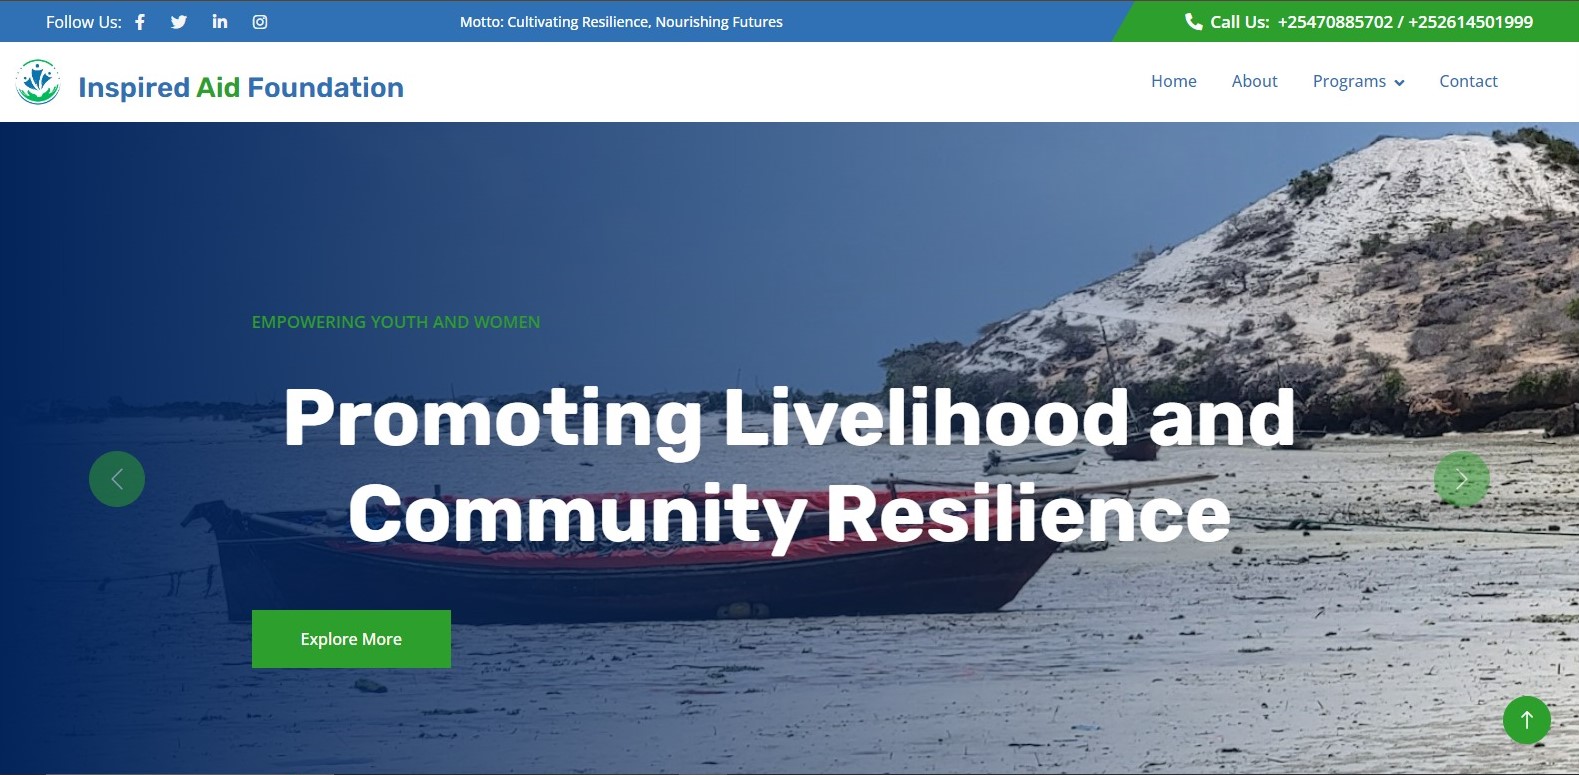 Follow Us:
Motto: Cultivating Resilience, Nourishing Futures
Call Us: +25470885702 / +252614501999
Inspired Aid Foundation
Home
About
Programs
Contact
EMPOWERING YOUTH AND WOMEN
Promoting Livelihood and
Community Resilience
Explore More